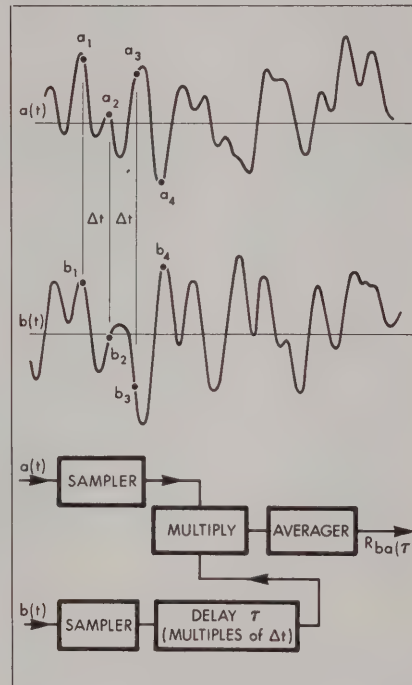 a₁
a₃
a₂
a(t)
a₄
Δt Δt
b₁
b₄
b(t)
b₂
b₃
a(t)
SAMPLER
MULTIPLY
AVERAGER
R_ba(τ
b(t)
SAMPLER
DELAY τ
(MULTIPLES of Δt)